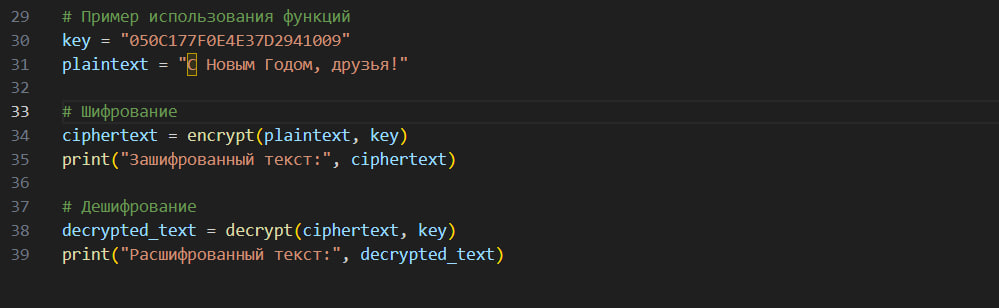 29 # Пример использования функций
30 key = "050C177F0E4E37D2941009"
31 plaintext = "С Новым Годом, друзья!"
32
33 # Шифрование
34 ciphertext = encrypt(plaintext, key)
35 print("Зашифрованный текст:", ciphertext)
36
37 # Дешифрование
38 decrypted_text = decrypt(ciphertext, key)
39 print("Расшифрованный текст:", decrypted_text)